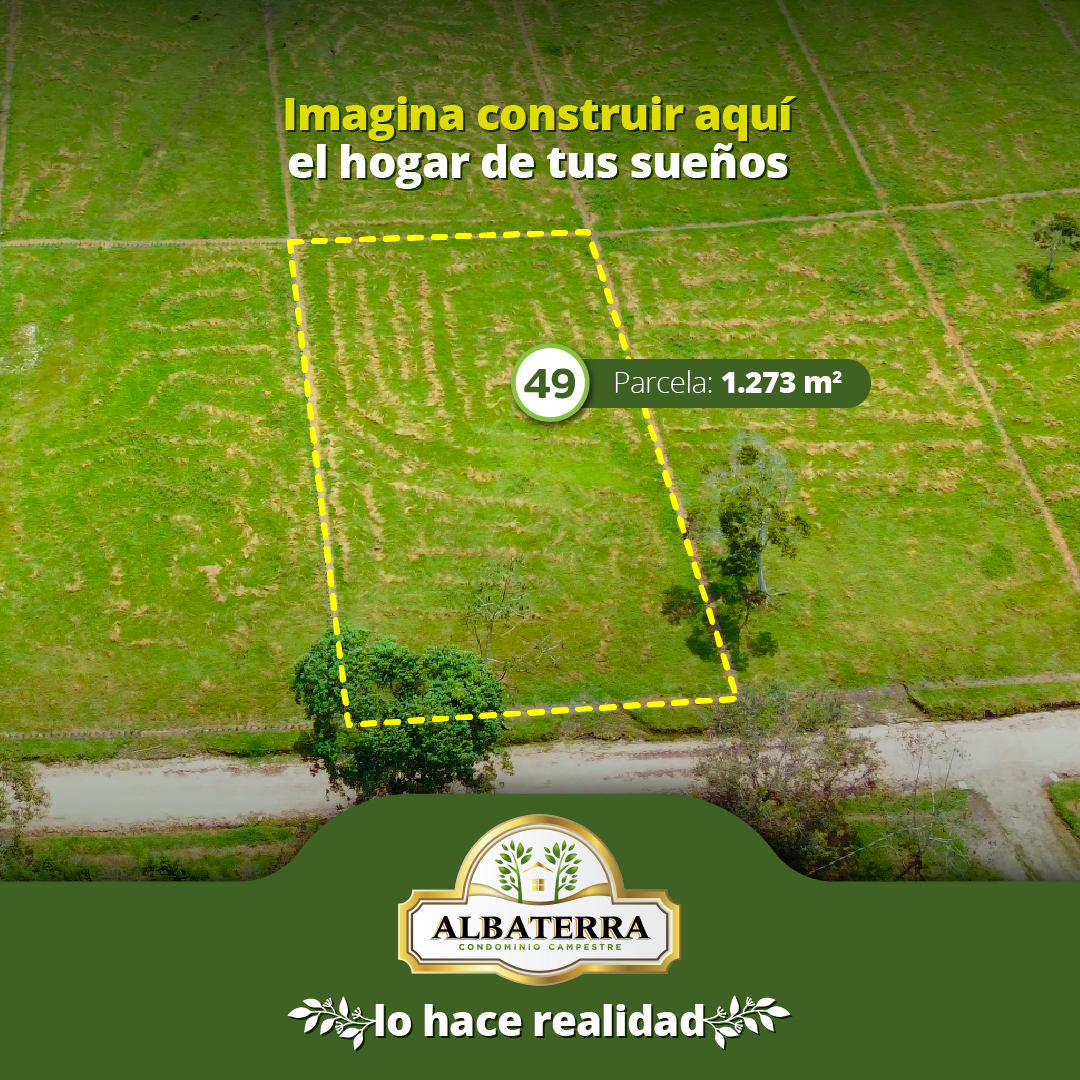 Imagina construir aquí
el hogar de tus sueños
49
Parcela: 1.273 m²
ALBATERRA
CONDOMINIO CAMPESTRE
lo hace realidad